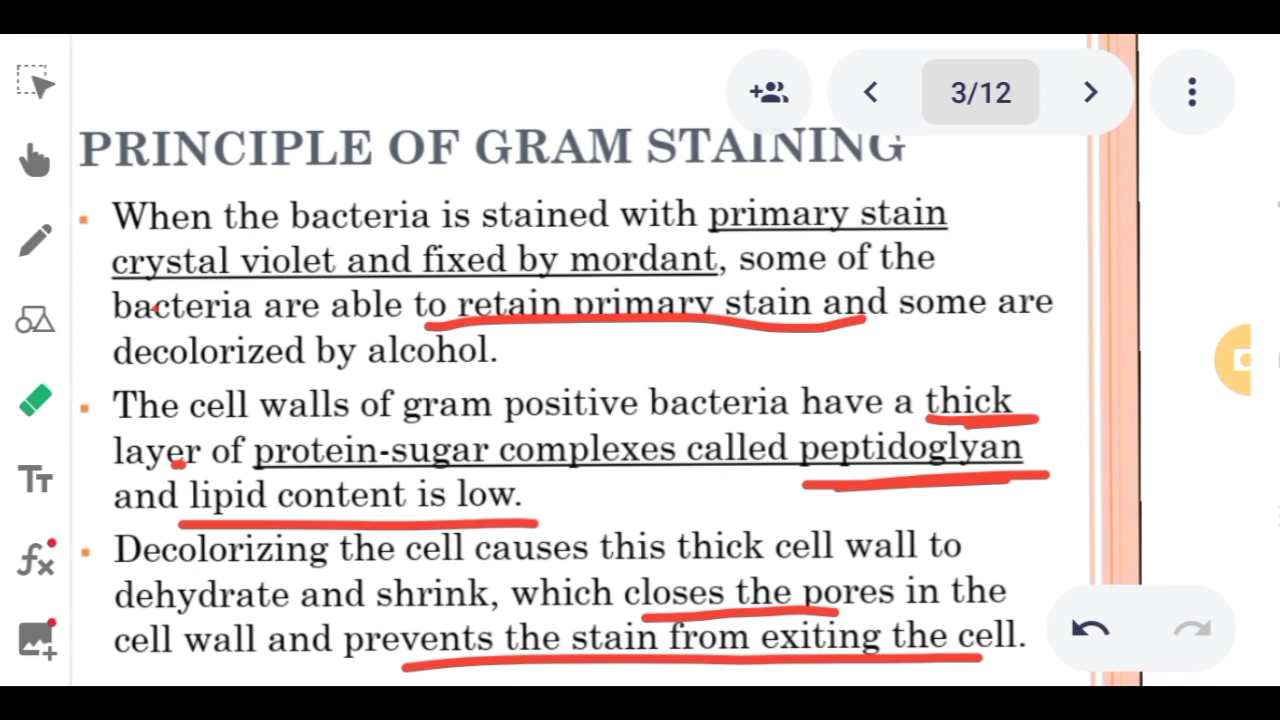 3/12
PRINCIPLE OF GRAM STAINING
When the bacteria is stained with primary stain
crystal violet and fixed by mordant, some of the
bacteria are able to retain primary stain and some are
decolorized by alcohol.
The cell walls of gram positive bacteria have a thick
layer of protein-sugar complexes called peptidoglyan
and lipid content is low.
Decolorizing the cell causes this thick cell wall to
dehydrate and shrink, which closes the pores in the
cell wall and prevents the stain from exiting the cell.
TT
fx